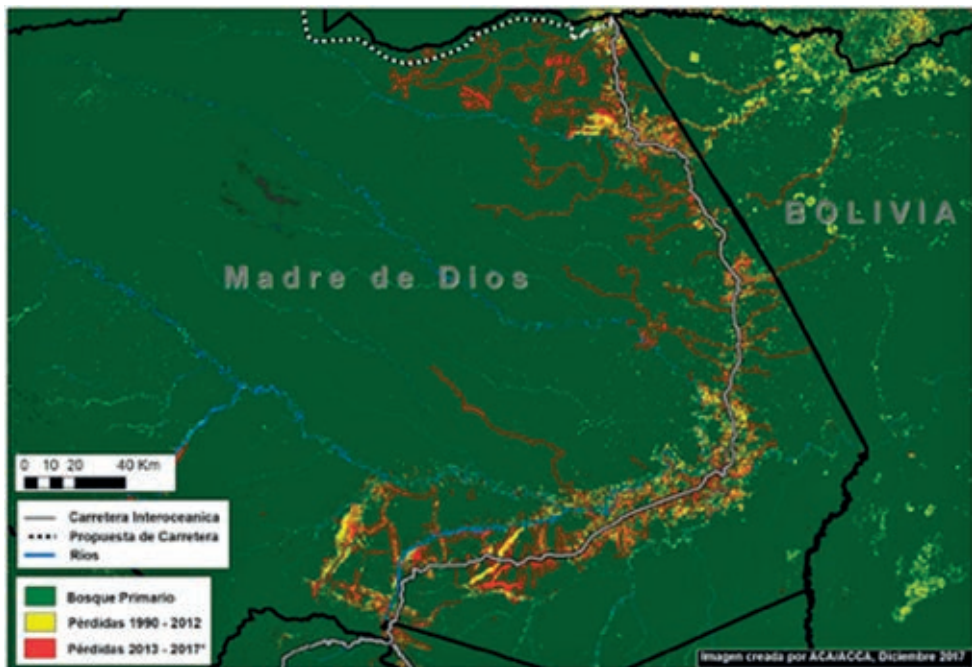 BOLIVIA
Madre de Dios
0 10 20 40 Km
Carretera Interoceanica
Propuesta de Carretera
Ríos
Bosque Primario
Pérdidas 1990 - 2012
Pérdidas 2013 - 2017*
Imagen creada por ACA/ACCA, Diciembre 2017